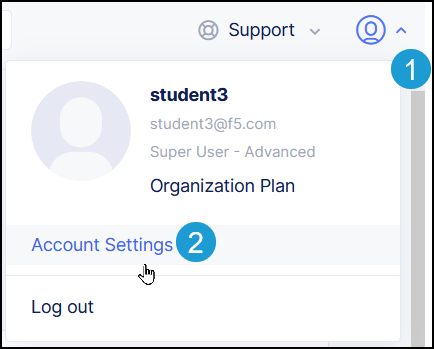 Support
1
student3
student3@f5.com
Super User - Advanced
Organization Plan
Account Settings 2
Log out